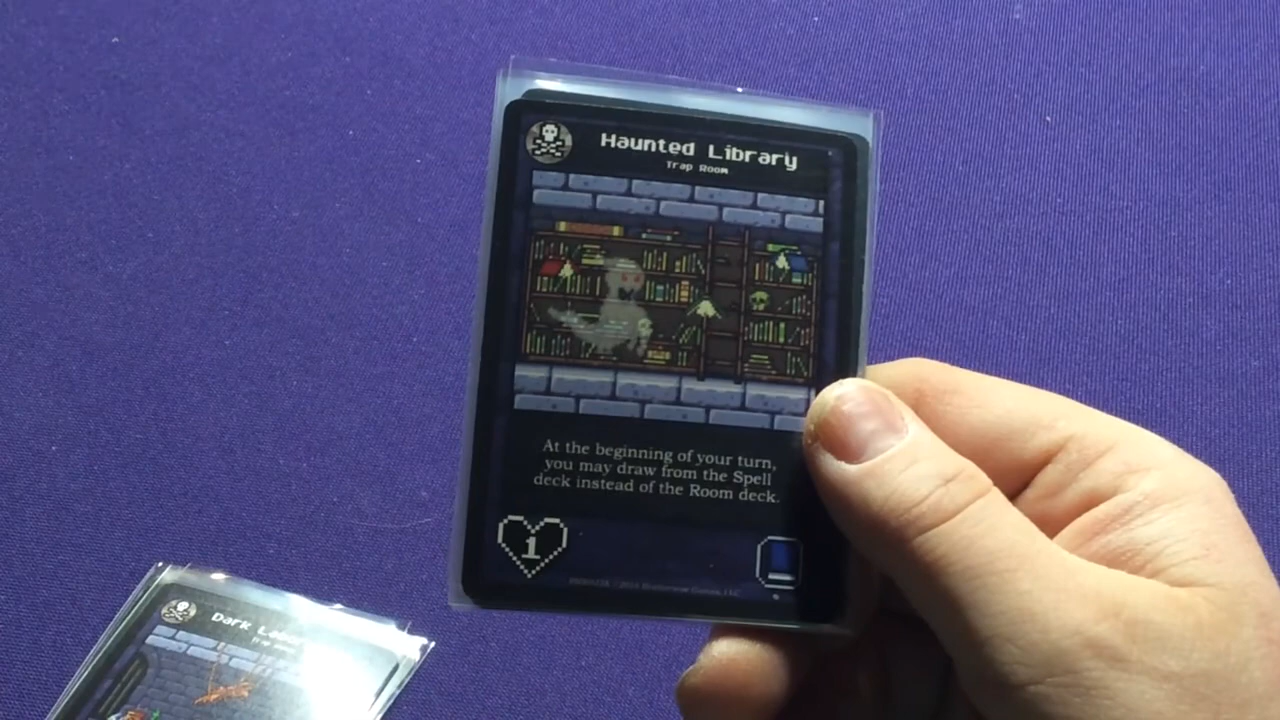 Haunted Library
Trap Room
At the beginning of your turn,
you may draw from the Spell
deck instead of the Room deck.
1
Dark